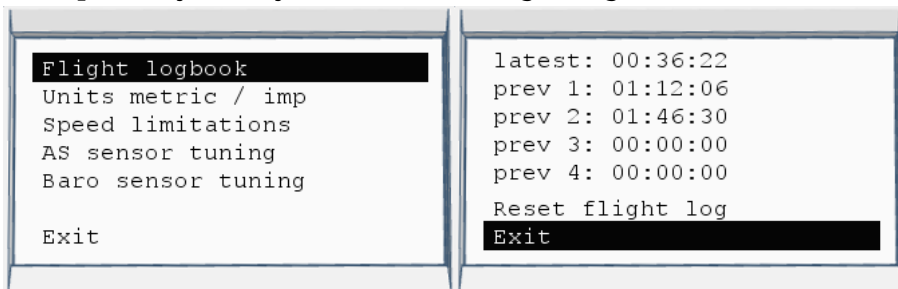 Flight logbook
Units metric / imp
Speed limitations
AS sensor tuning
Baro sensor tuning
Exit
latest: 00:36:22
prev 1: 01:12:06
prev 2: 01:46:30
prev 3: 00:00:00
prev 4: 00:00:00
Reset flight log
Exit